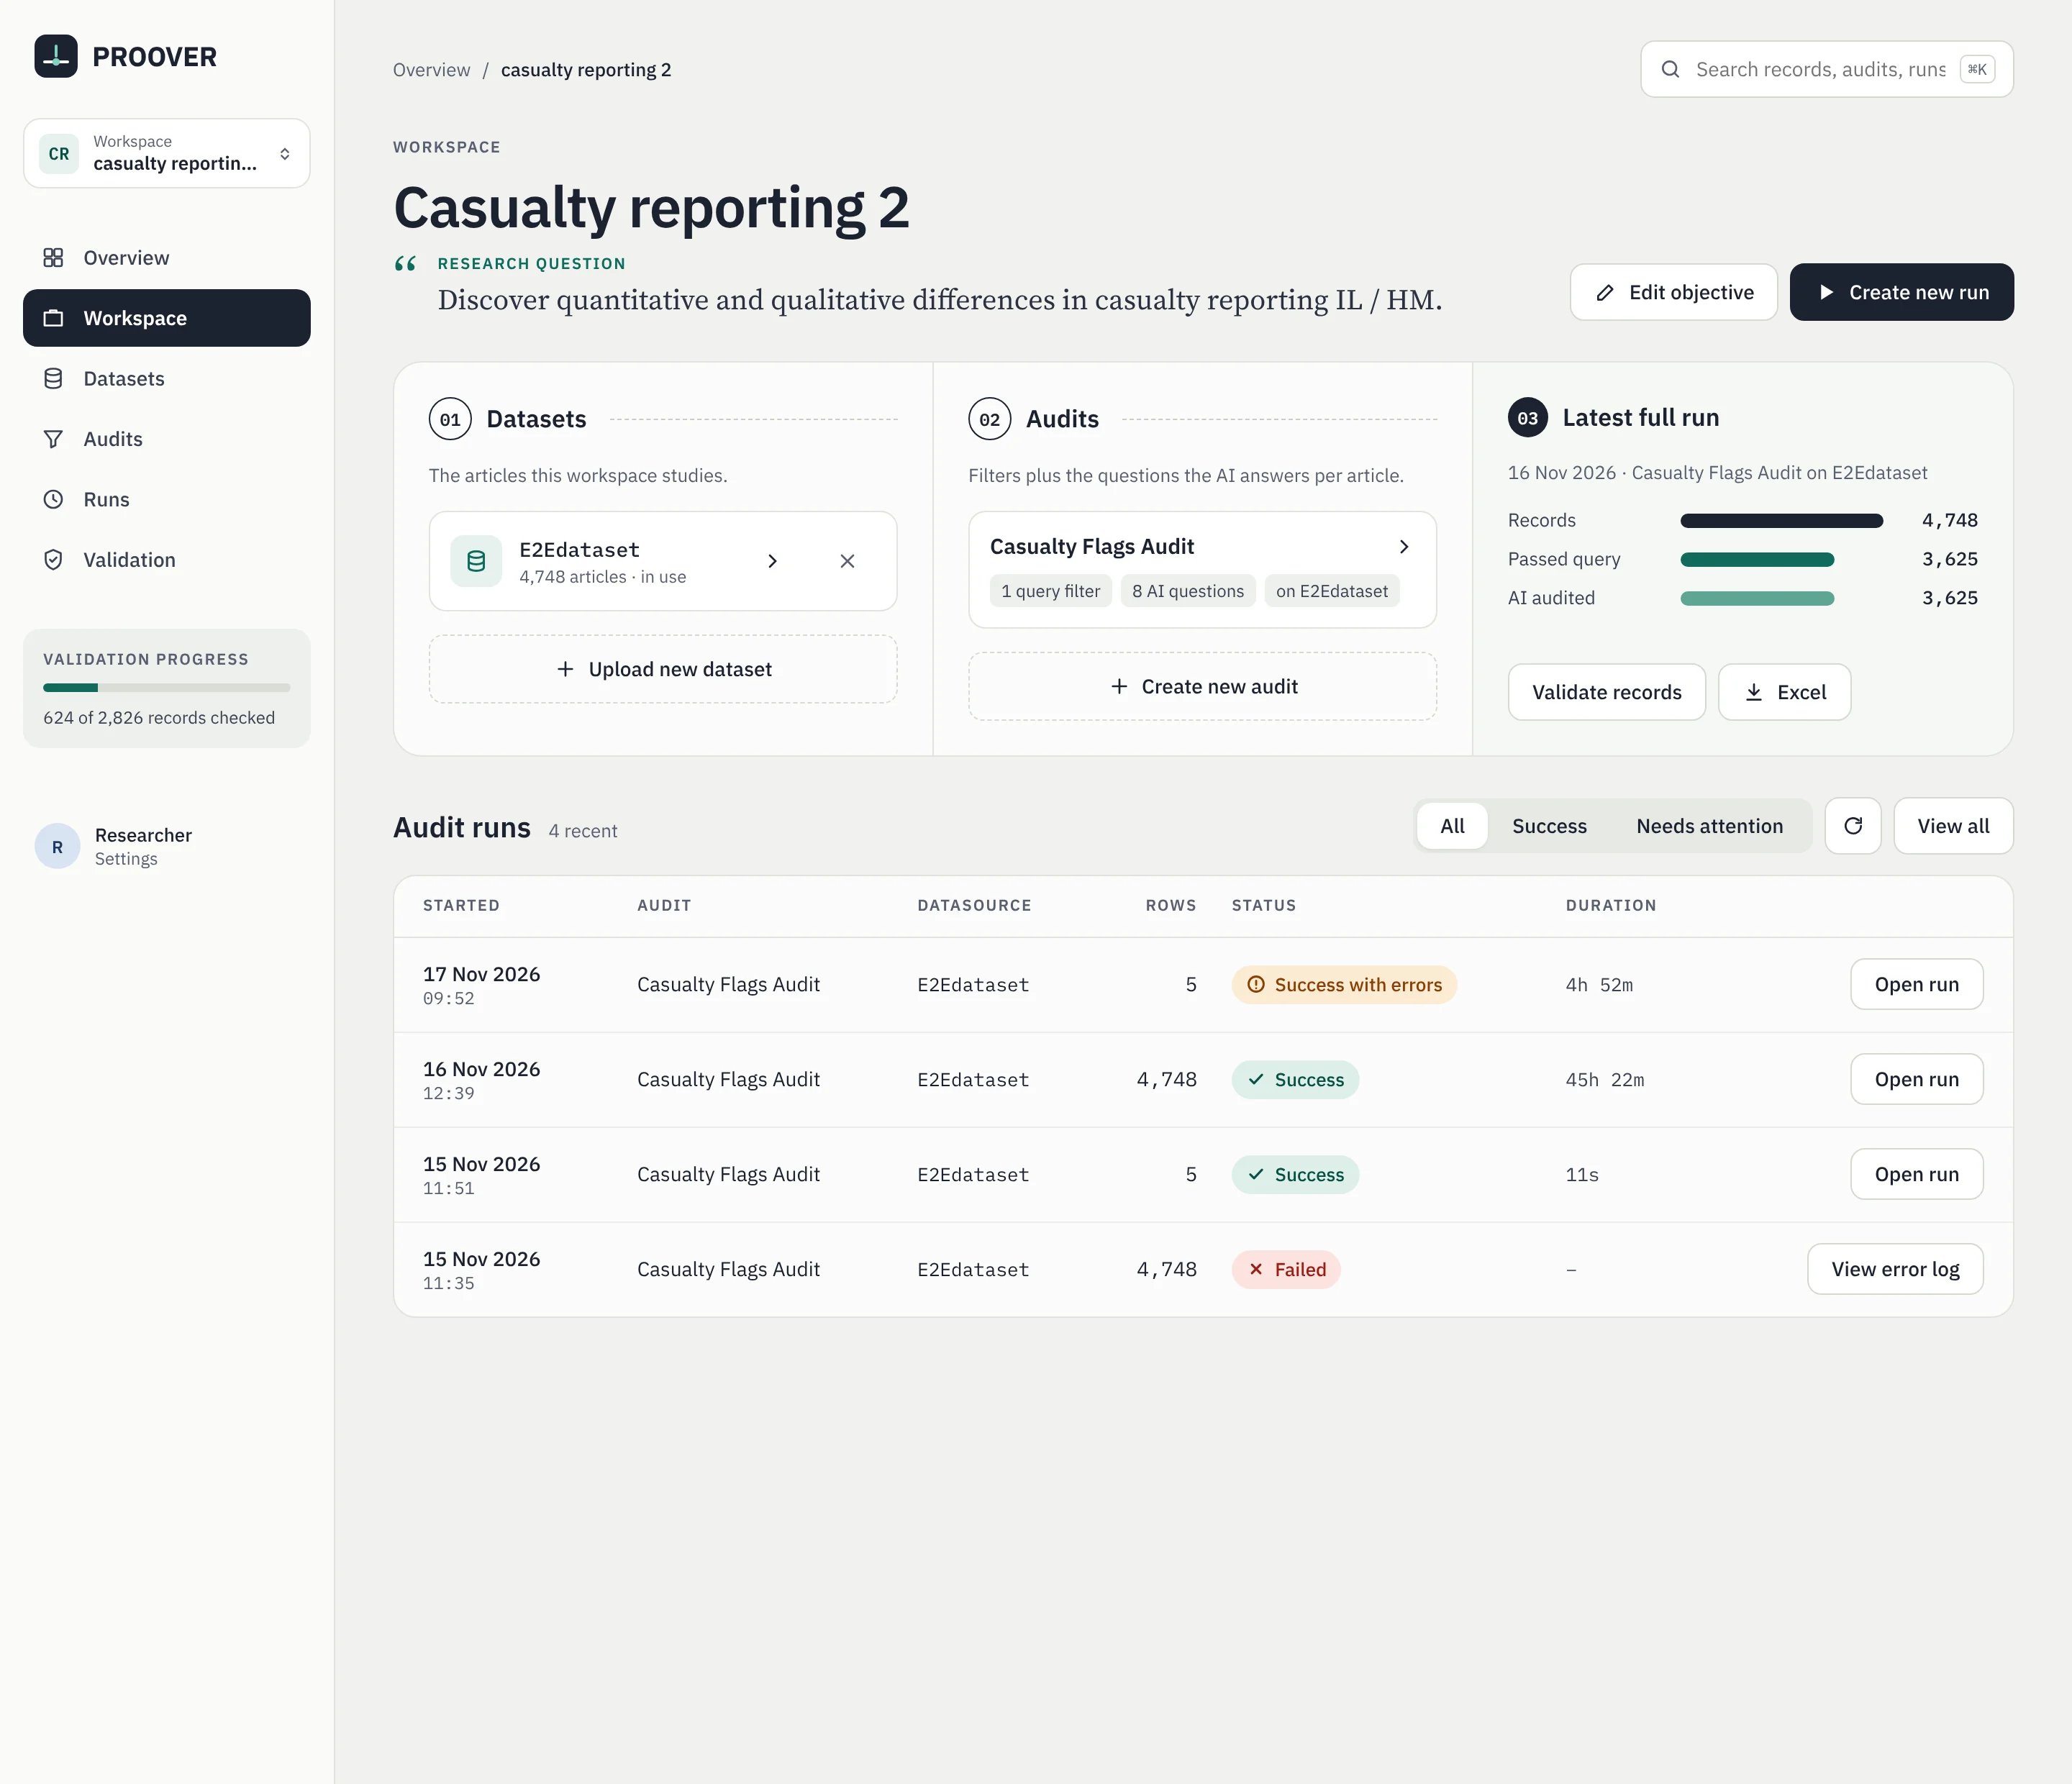 PROOVER
CR
Workspace
casualty reportin...
Overview
Workspace
Datasets
Audits
Runs
Validation
VALIDATION PROGRESS
624 of 2,826 records checked
R
Researcher
Settings
Overview / casualty reporting 2
Search records, audits, runs ⌘K
WORKSPACE
Casualty reporting 2
“ RESEARCH QUESTION
Discover quantitative and qualitative differences in casualty reporting IL / HM.
Edit objective
Create new run
01 Datasets
The articles this workspace studies.
E2Edataset
4,748 articles · in use
+ Upload new dataset
02 Audits
Filters plus the questions the AI answers per article.
Casualty Flags Audit
1 query filter 8 AI questions on E2Edataset
+ Create new audit
03 Latest full run
16 Nov 2026 · Casualty Flags Audit on E2Edataset
Records 4,748
Passed query 3,625
AI audited 3,625
Validate records Excel
Audit runs 4 recent
All Success Needs attention View all
STARTED AUDIT DATASOURCE ROWS STATUS DURATION
17 Nov 2026
09:52
Casualty Flags Audit E2Edataset 5 Success with errors 4h 52m Open run
16 Nov 2026
12:39
Casualty Flags Audit E2Edataset 4,748 Success 45h 22m Open run
15 Nov 2026
11:51
Casualty Flags Audit E2Edataset 5 Success 11s Open run
15 Nov 2026
11:35
Casualty Flags Audit E2Edataset 4,748 Failed – View error log